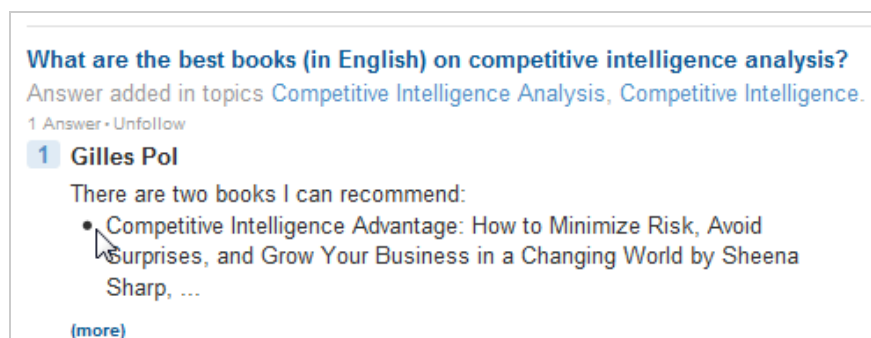 What are the best books (in English) on competitive intelligence analysis?
Answer added in topics Competitive Intelligence Analysis, Competitive Intelligence.
1 Answer • Unfollow
1 Gilles Pol
There are two books I can recommend:
• Competitive Intelligence Advantage: How to Minimize Risk, Avoid
Surprises, and Grow Your Business in a Changing World by Sheena
Sharp, ...
(more)